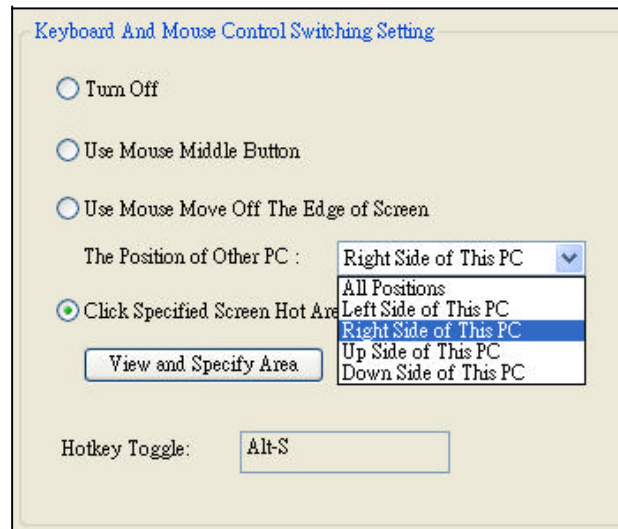 Keyboard And Mouse Control Switching Setting
Turn Off
Use Mouse Middle Button
Use Mouse Move Off The Edge of Screen
The Position of Other PC :
Right Side of This PC
All Positions
Left Side of This PC
Right Side of This PC
Up Side of This PC
Down Side of This PC
Click Specified Screen Hot
View and Specify Area
Hotkey Toggle:
Alt-S